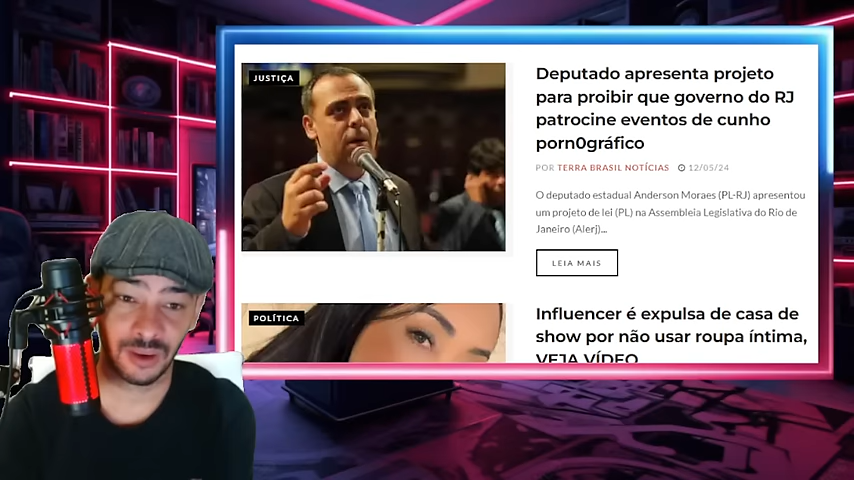 JUSTIÇA
Deputado apresenta projeto
para proibir que governo do RJ
patrocine eventos de cunho
porn0gráfico
POR TERRA BRASIL NOTÍCIAS 12/05/24
O deputado estadual Anderson Moraes (PL-RJ) apresentou
um projeto de lei (PL) na Assembleia Legislativa do Rio de
Janeiro (Alerj)...
LEIA MAIS
POLÍTICA
Influencer é expulsa de casa de
show por não usar roupa íntima,
VEJA VÍDEO